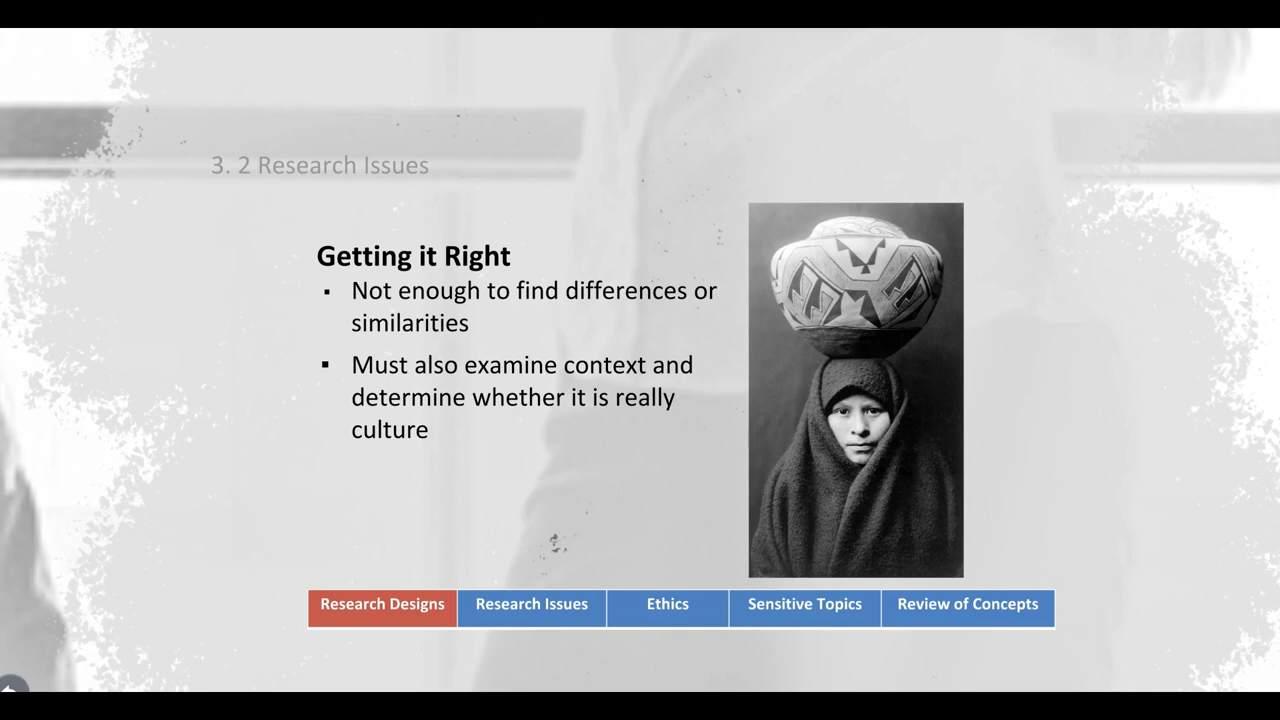 3. 2 Research Issues
Getting it Right
▪ Not enough to find differences or
similarities
▪ Must also examine context and
determine whether it is really
culture
Research Designs Research Issues Ethics Sensitive Topics Review of Concepts